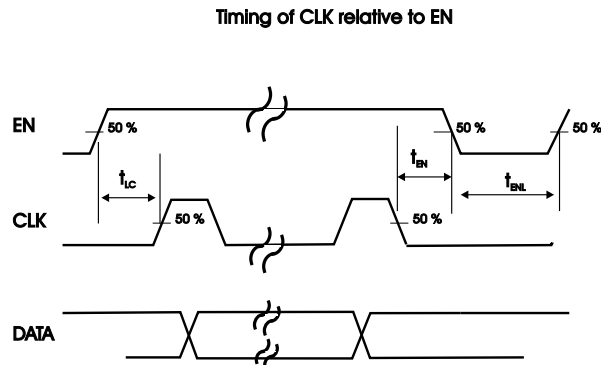 Timing of CLK relative to EN
EN
50 %
50 %
50 %
tLC
tEN
tENL
CLK
50 %
50 %
DATA